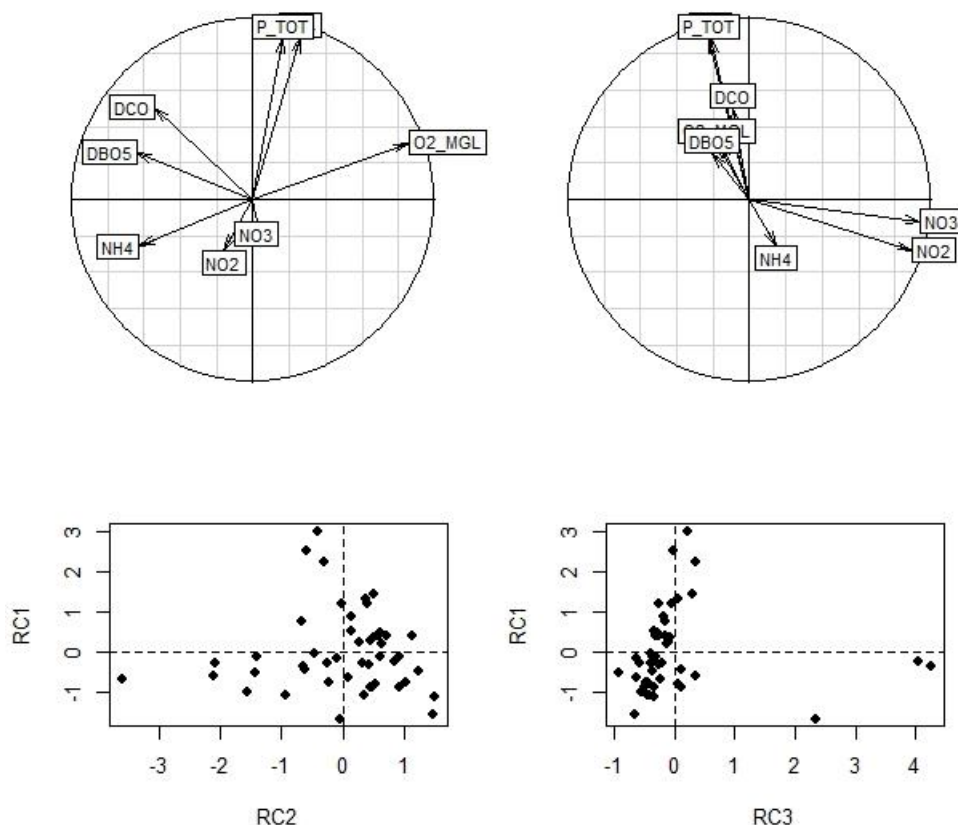 P_TOT
DCO
DBO5
O2_MGL
NH4
NO3
NO2
P_TOT
DCO
O2_MGL
DBO5
NO3
NH4
NO2
RC1
3
2
1
0
-1
-3 -2 -1 0 1
RC2
RC1
3
2
1
0
-1
-1 0 1 2 3 4
RC3